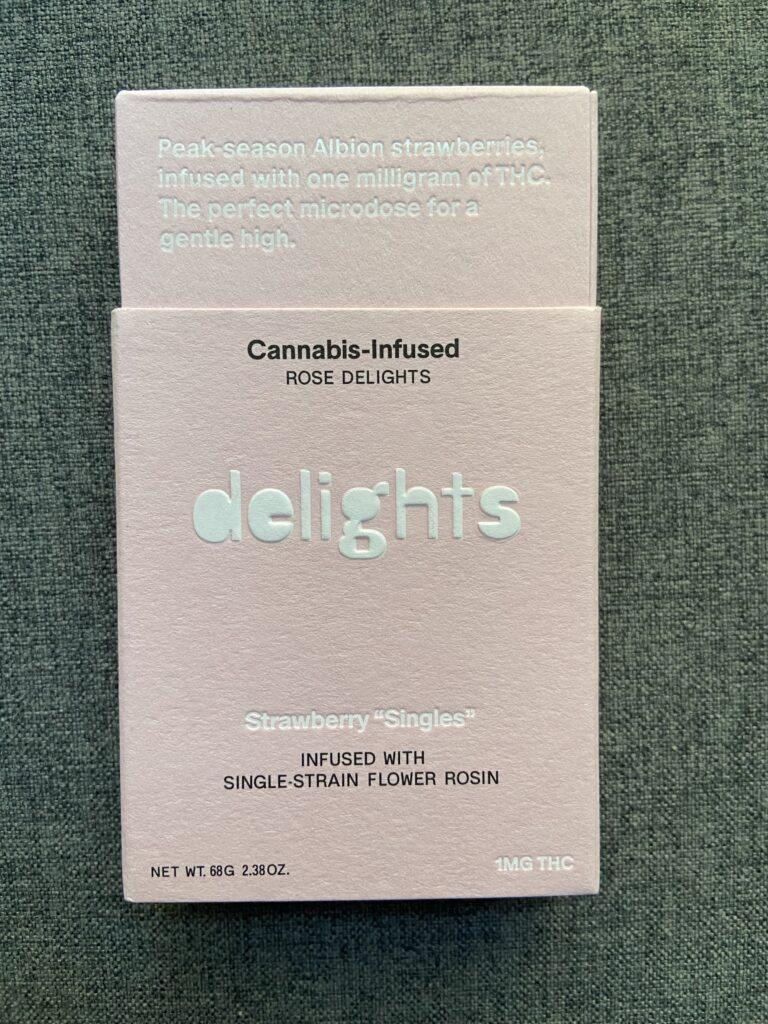 Peak-season Albion strawberries,
infused with one milligram of THC.
The perfect microdose for a
gentle high.
Cannabis-Infused
ROSE DELIGHTS
delights
Strawberry “Singles”
INFUSED WITH
SINGLE-STRAIN FLOWER ROSIN
NET WT. 68G 2.38OZ.
1MG THC